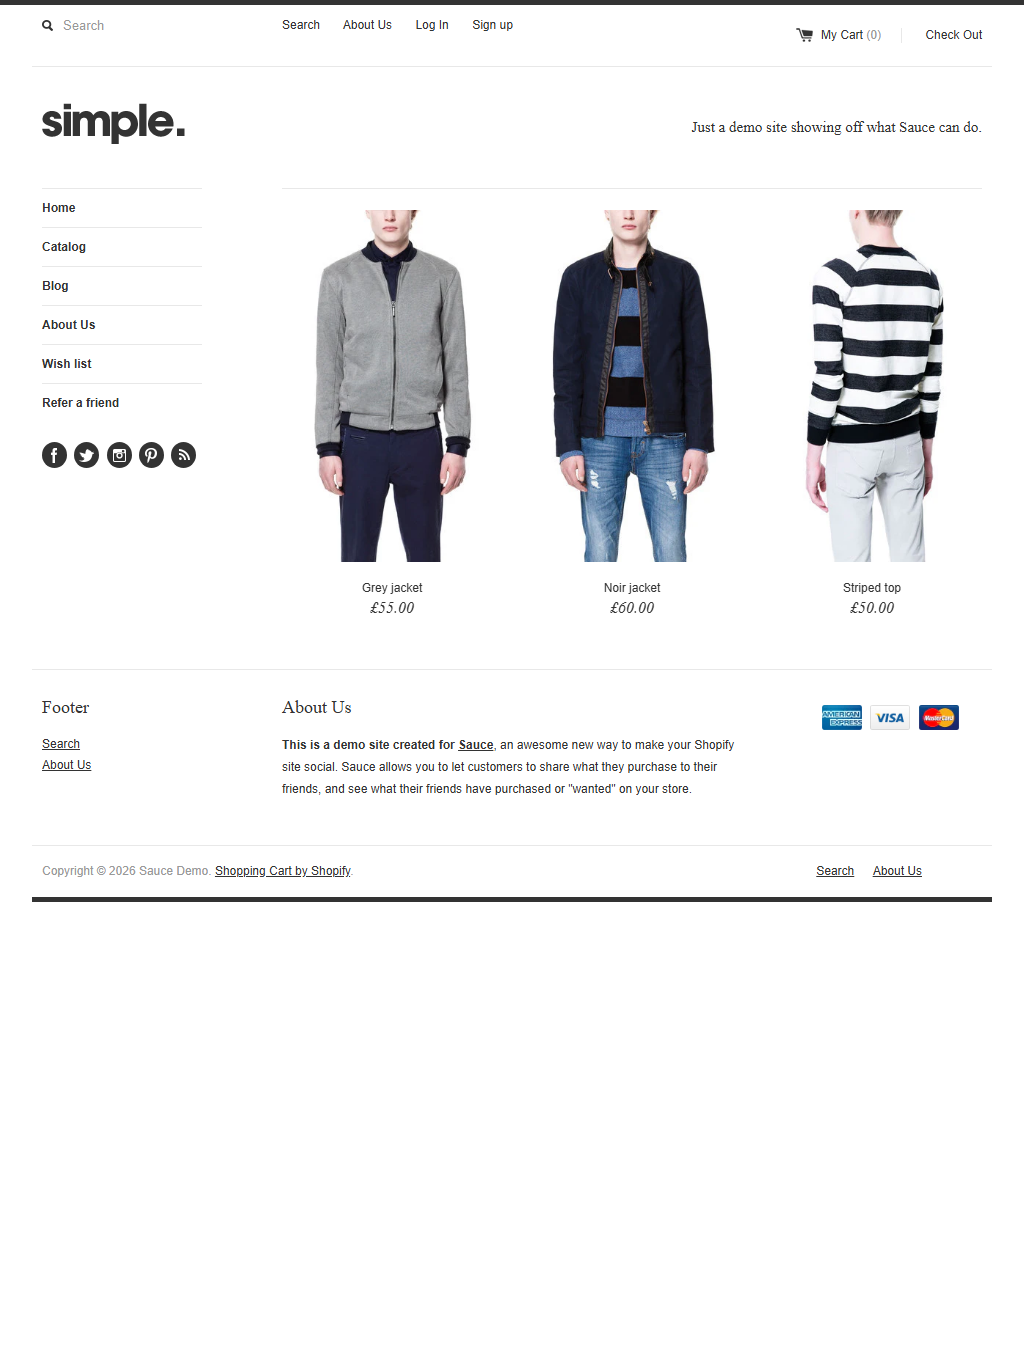 Search
Search About Us Log In Sign up
My Cart (0) Check Out
simple.
Just a demo site showing off what Sauce can do.
Home
Catalog
Blog
About Us
Wish list
Refer a friend
Grey jacket
£55.00
Noir jacket
£60.00
Striped top
£50.00
Footer
Search
About Us
About Us
This is a demo site created for Sauce, an awesome new way to make your Shopify
site social. Sauce allows you to let customers to share what they purchase to their
friends, and see what their friends have purchased or "wanted" on your store.
AMERICAN
EXPRESS
VISA
MasterCard
Copyright © 2026 Sauce Demo. Shopping Cart by Shopify.
Search About Us